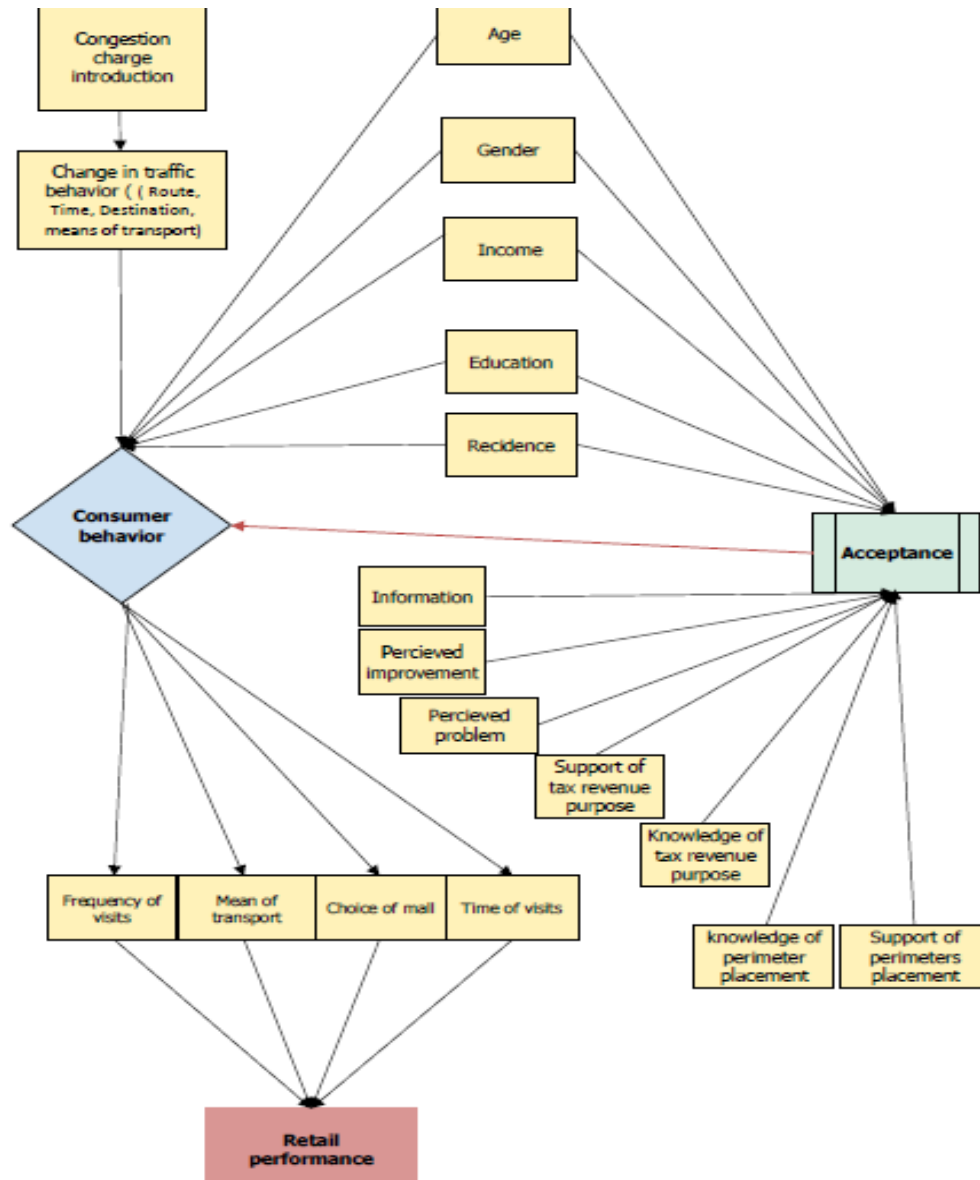 Congestion
charge
introduction
Age
Gender
Change in traffic
behavior ( ( Route,
Time, Destination,
means of transport)
Income
Education
Recidence
Consumer
behavior
Acceptance
Information
Percieved
improvement
Percieved
problem
Support of
tax revenue
purpose
Knowledge of
tax revenue
purpose
Frequency of
visits
Mean of
transport
Choice of mall
Time of visits
knowledge of
perimeter
placement
Support of
perimeters
placement
Retail
performance